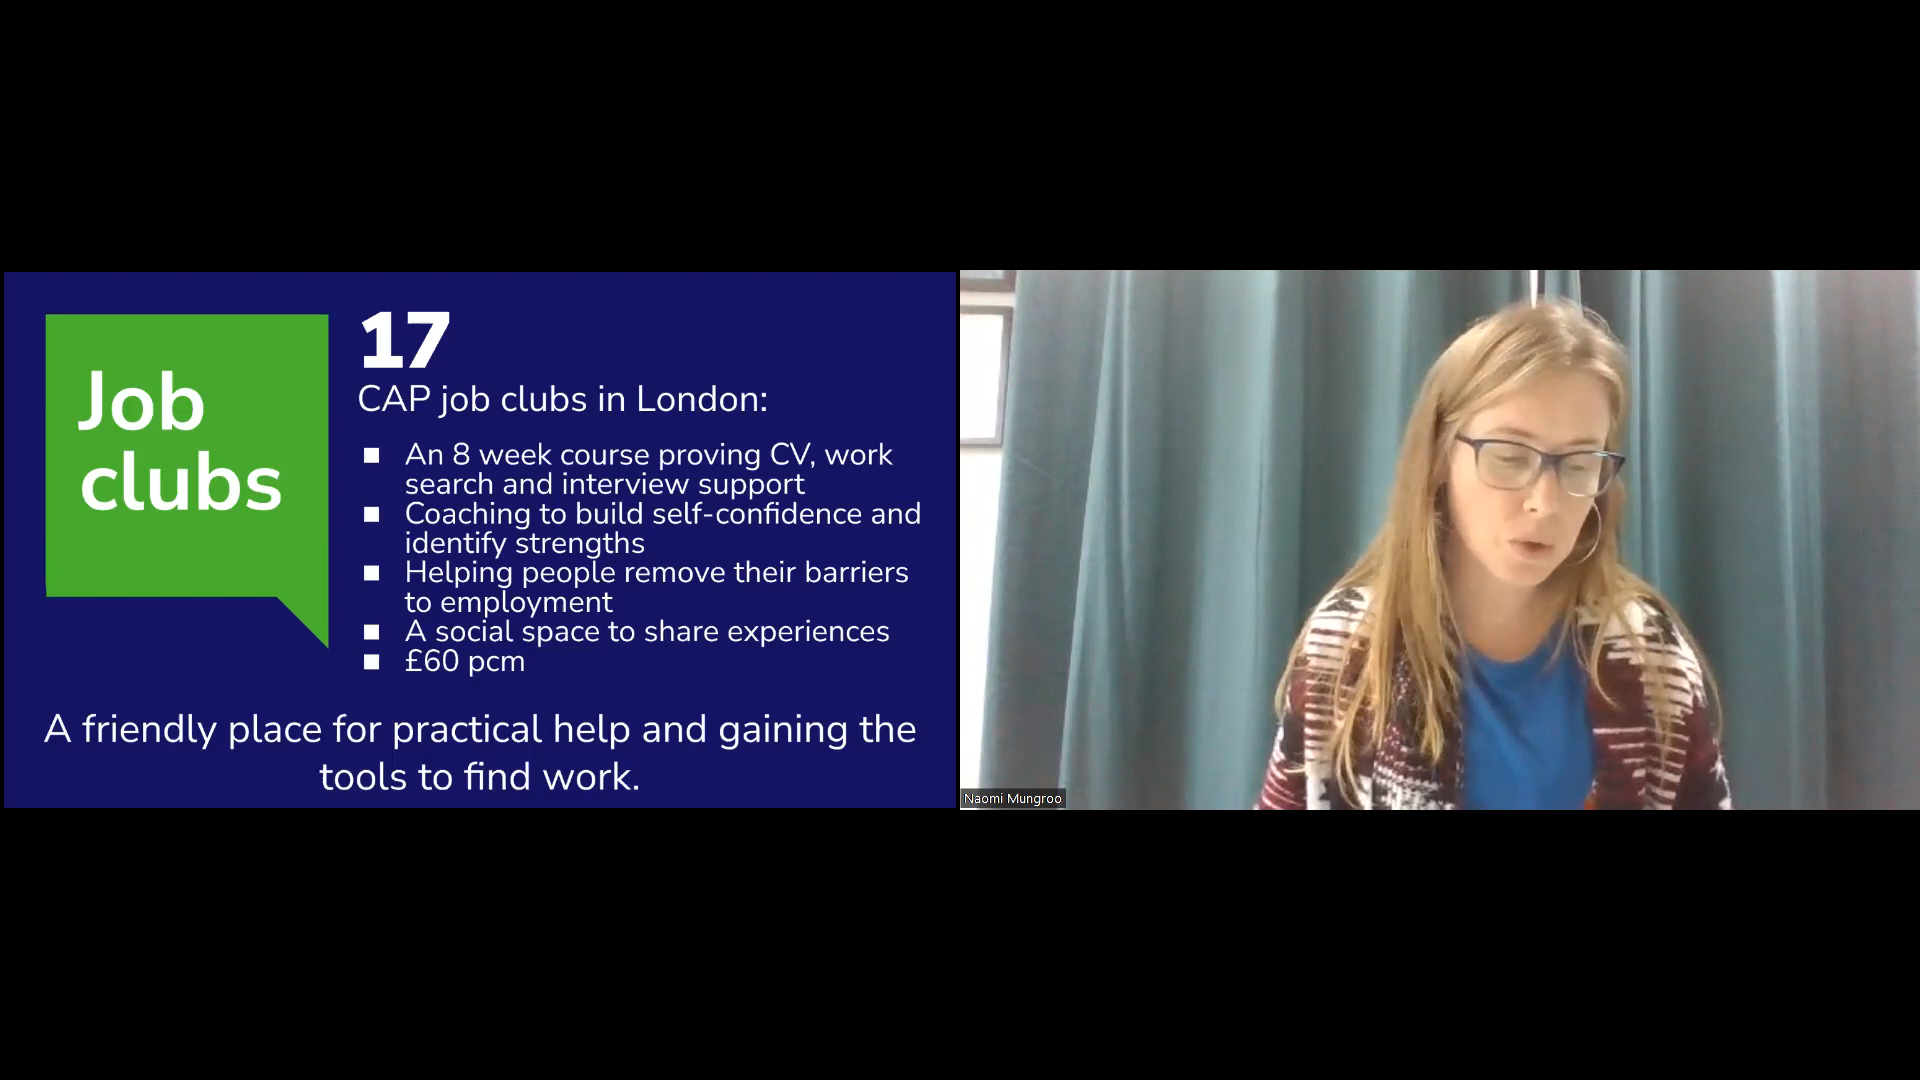 Job
clubs
17
CAP job clubs in London:
■ An 8 week course proving CV, work
search and interview support
■ Coaching to build self-confidence and
identify strengths
■ Helping people remove their barriers
to employment
■ A social space to share experiences
■ £60 pcm
A friendly place for practical help and gaining the
tools to find work.
Naomi Mungroo